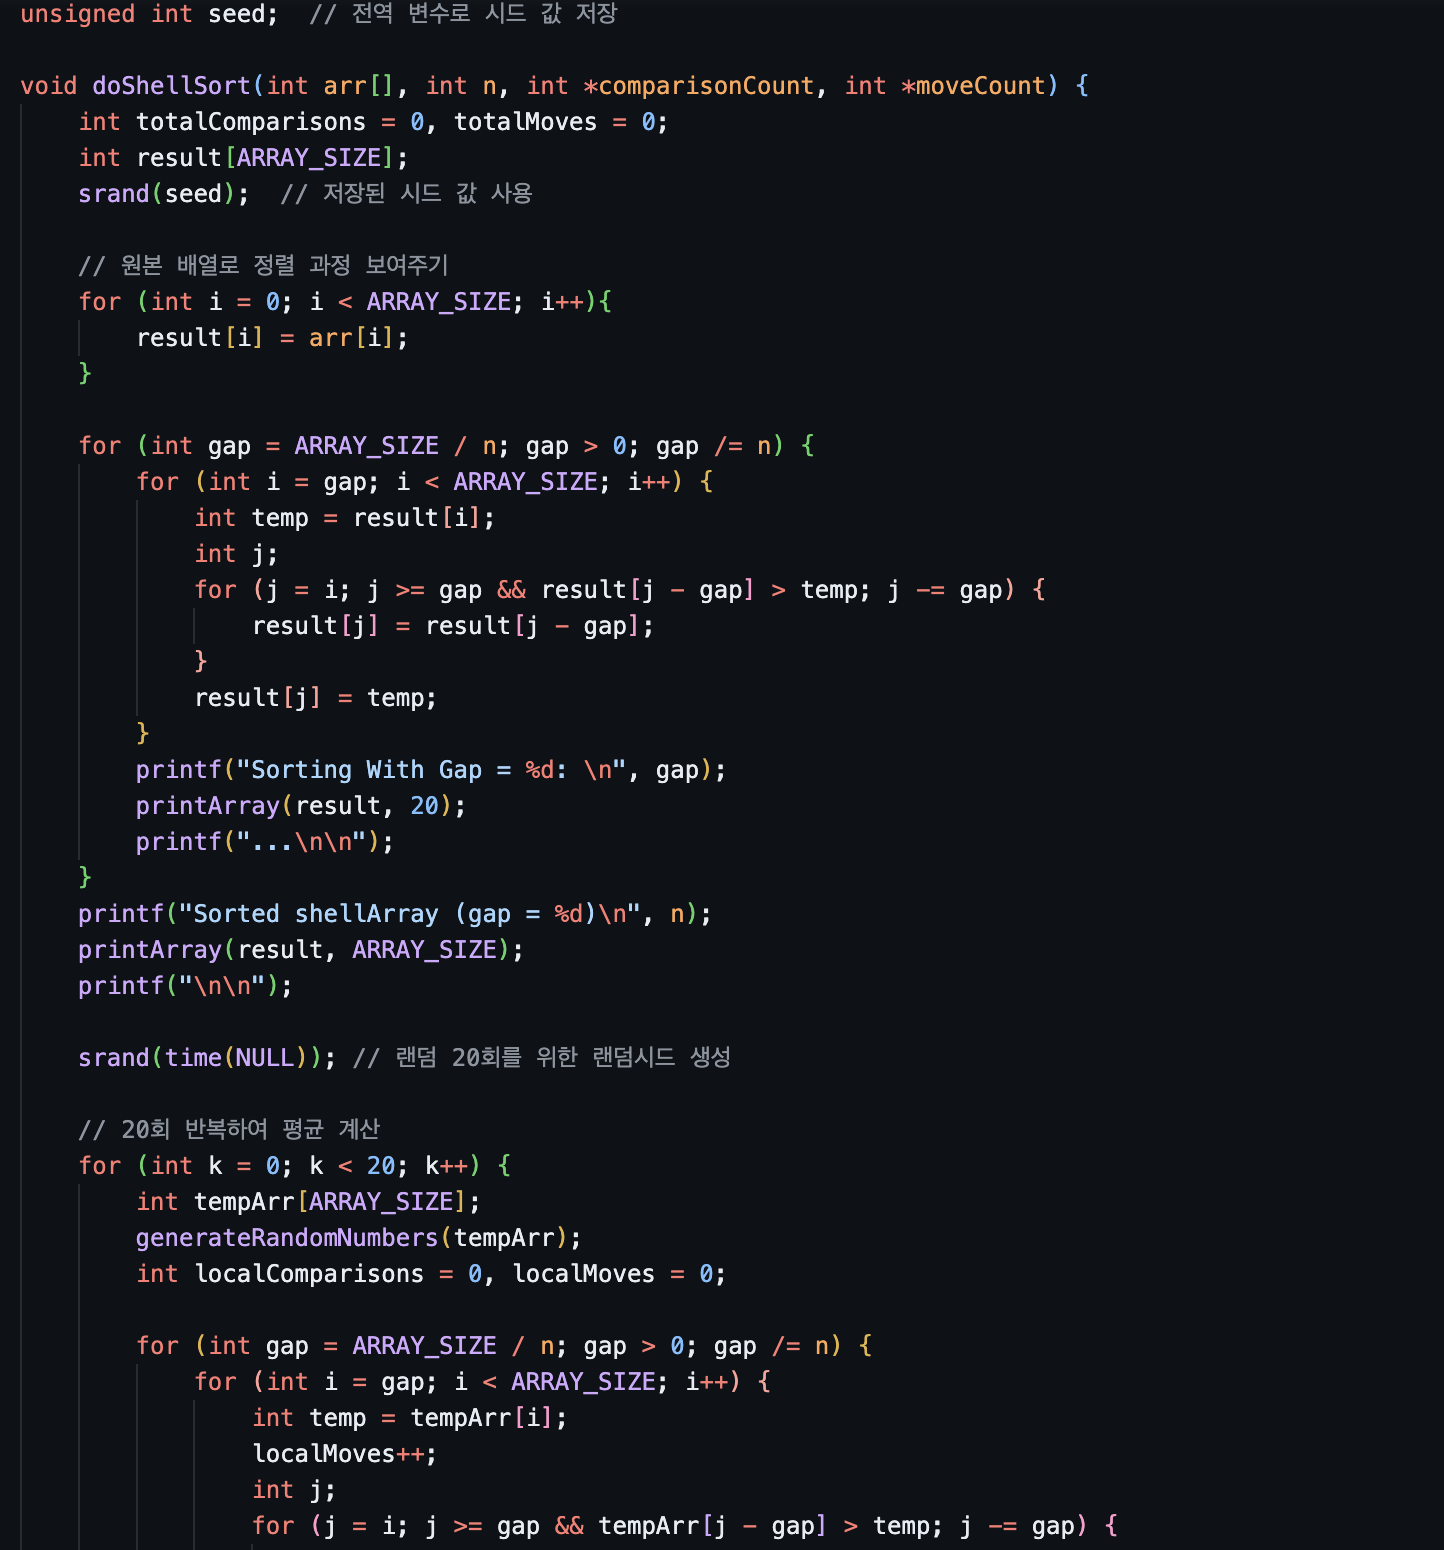 unsigned int seed;  // 전역 변수로 시드 값 저장
void doShellSort(int arr[], int n, int *comparisonCount, int *moveCount) {
    int totalComparisons = 0, totalMoves = 0;
    int result[ARRAY_SIZE];
    srand(seed);  // 저장된 시드 값 사용
    // 원본 배열로 정렬 과정 보여주기
    for (int i = 0; i < ARRAY_SIZE; i++){
        result[i] = arr[i];
    }
    for (int gap = ARRAY_SIZE / n; gap > 0; gap /= n) {
        for (int i = gap; i < ARRAY_SIZE; i++) {
            int temp = result[i];
            int j;
            for (j = i; j >= gap && result[j - gap] > temp; j -= gap) {
                result[j] = result[j - gap];
            }
            result[j] = temp;
        }
        printf("Sorting With Gap = %d: \n", gap);
        printArray(result, 20);
        printf("...\n\n");
    }
    printf("Sorted shellArray (gap = %d)\n", n);
    printArray(result, ARRAY_SIZE);
    printf("\n\n");
    srand(time(NULL)); // 랜덤 20회를 위한 랜덤시드 생성
    // 20회 반복하여 평균 계산
    for (int k = 0; k < 20; k++) {
        int tempArr[ARRAY_SIZE];
        generateRandomNumbers(tempArr);
        int localComparisons = 0, localMoves = 0;
        for (int gap = ARRAY_SIZE / n; gap > 0; gap /= n) {
            for (int i = gap; i < ARRAY_SIZE; i++) {
                int temp = tempArr[i];
                localMoves++;
                int j;
                for (j = i; j >= gap && tempArr[j - gap] > temp; j -= gap) {